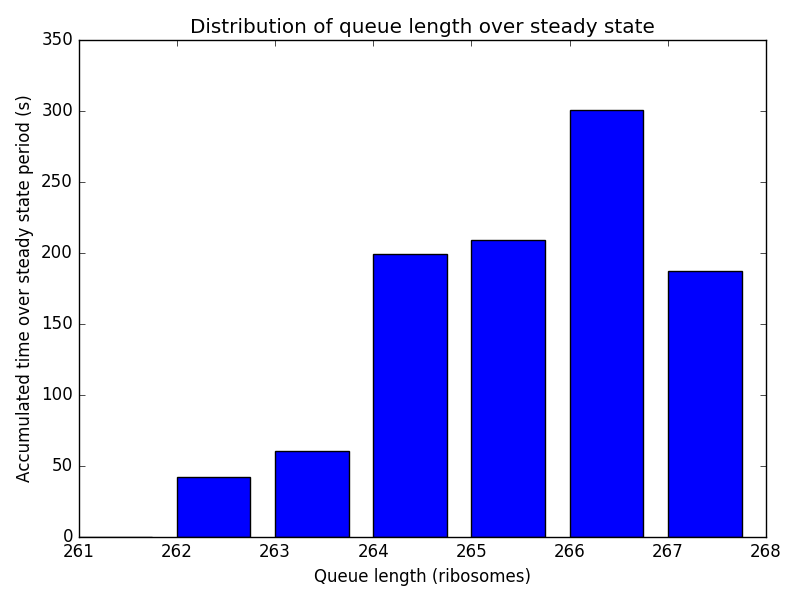 Distribution of queue length over steady state
Accumulated time over steady state period (s)
350
300
250
200
150
100
50
0
261 262 263 264 265 266 267 268
Queue length (ribosomes)